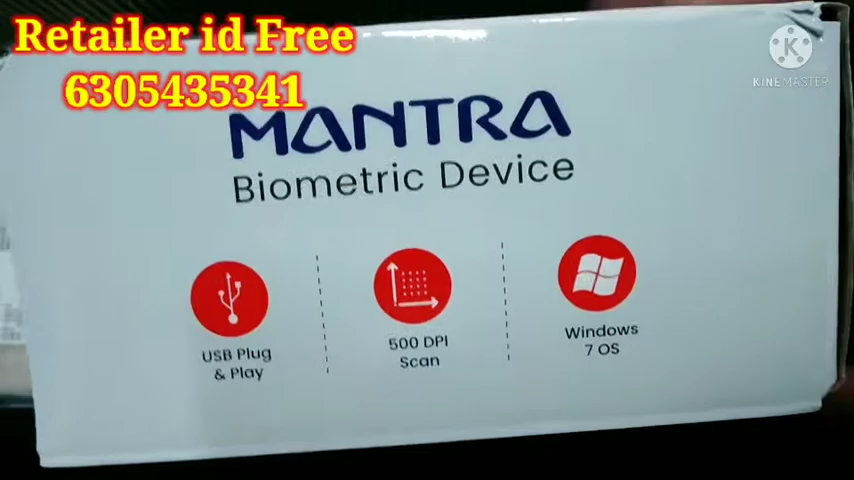 Retailer id Free
6305435341
KINEMASTER
MANTRA
Biometric Device
USB Plug
& Play
500 DPI
Scan
Windows
7 OS